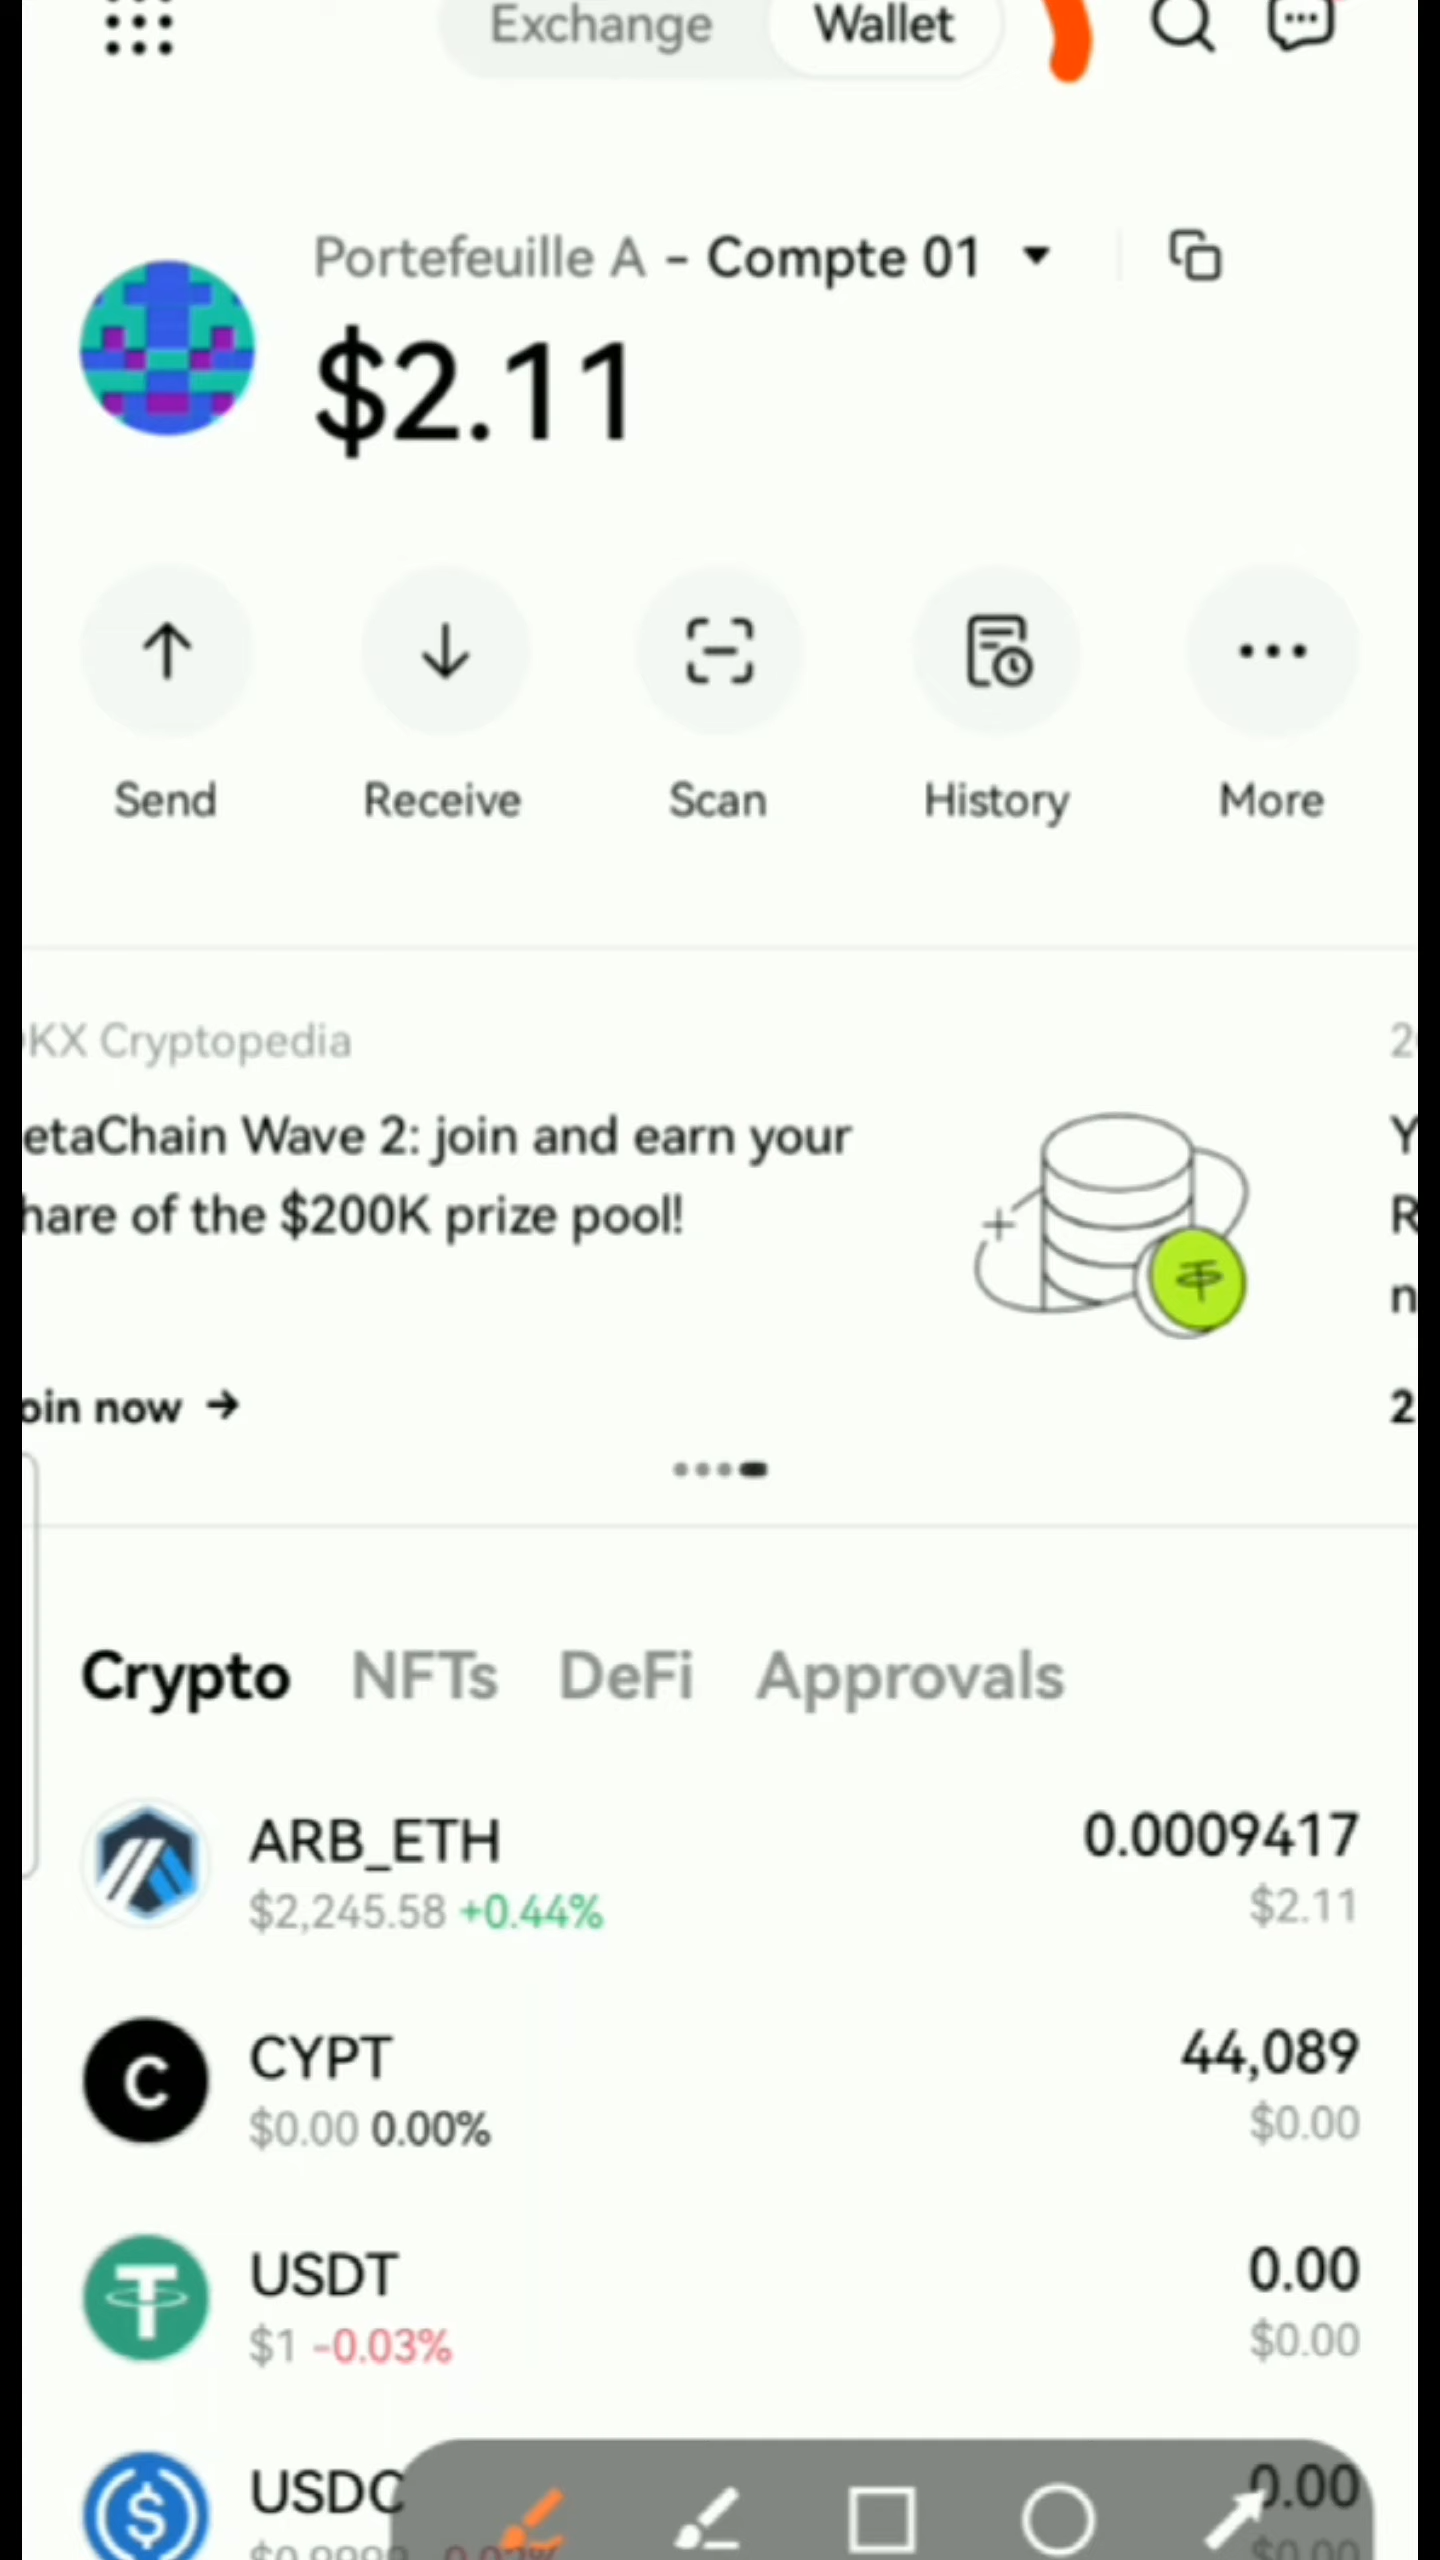 Exchange Wallet
Portefeuille A - Compte 01
$2.11
Send Receive Scan History More
KX Cryptopedia
etaChain Wave 2: join and earn your
hare of the $200K prize pool!
oin now →
Crypto NFTs DeFi Approvals
ARB_ETH 0.0009417
$2,245.58 +0.44% $2.11
C CYPT 44,089
$0.00 0.00% $0.00
USDT 0.00
$1 -0.03% $0.00
USDC 0.00